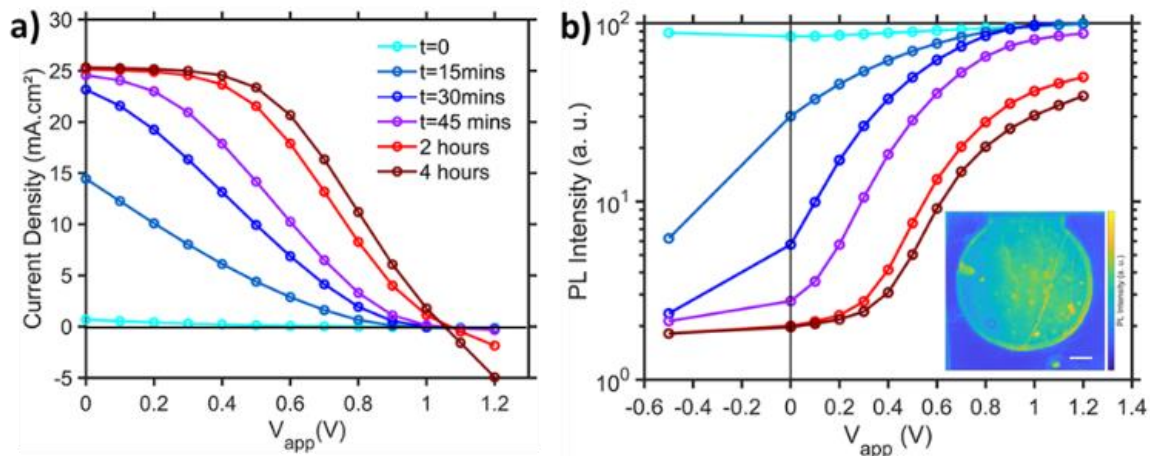 a)
Current Density (mA.cm²)
30
25
20
15
10
5
0
-5
0 0.2 0.4 0.6 0.8 1 1.2
V_app(V)
t=0
t=15mins
t=30mins
t=45 mins
2 hours
4 hours
b)
PL Intensity (a. u.)
10²
10¹
10⁰
-0.6 -0.4 -0.2 0 0.2 0.4 0.6 0.8 1.0 1.2 1.4
V_app (V)
PL Intensity (a. u.)